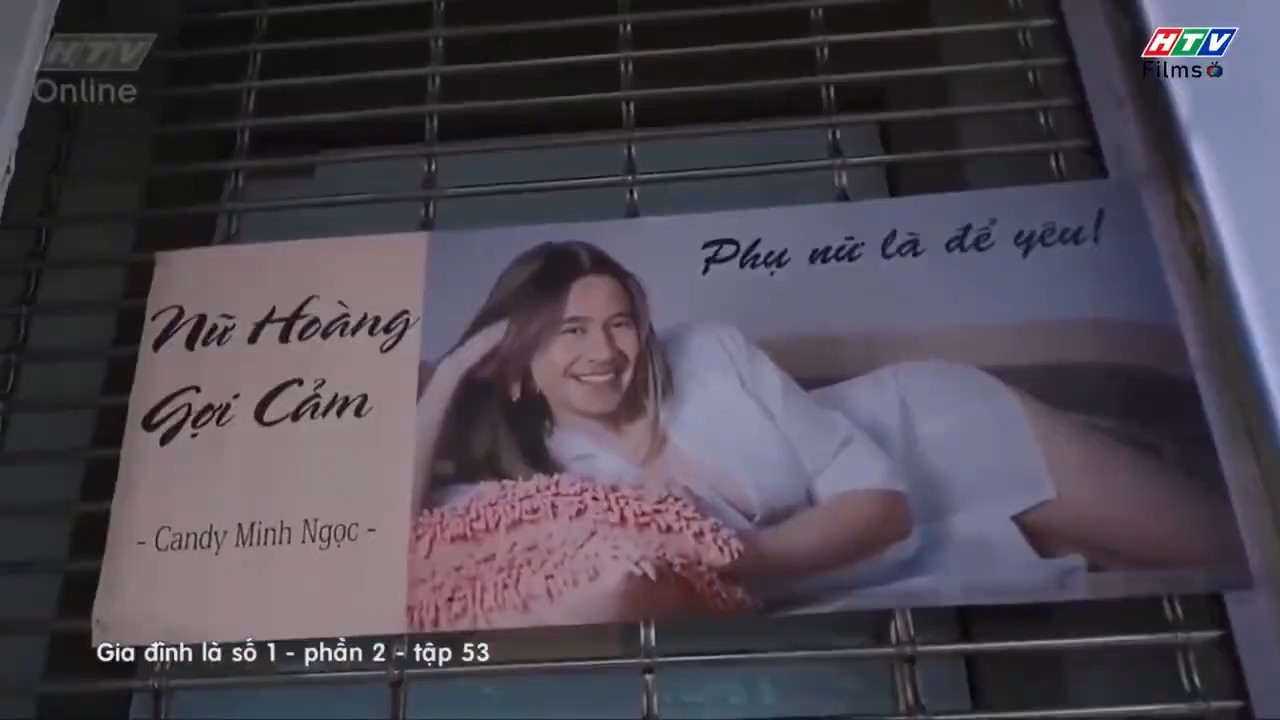 HTV
Online
HTV
Films
Phụ nữ là để yêu!
Nữ Hoàng
Gợi Cảm
- Candy Minh Ngọc -
Gia đình là số 1 - phần 2 - tập 53